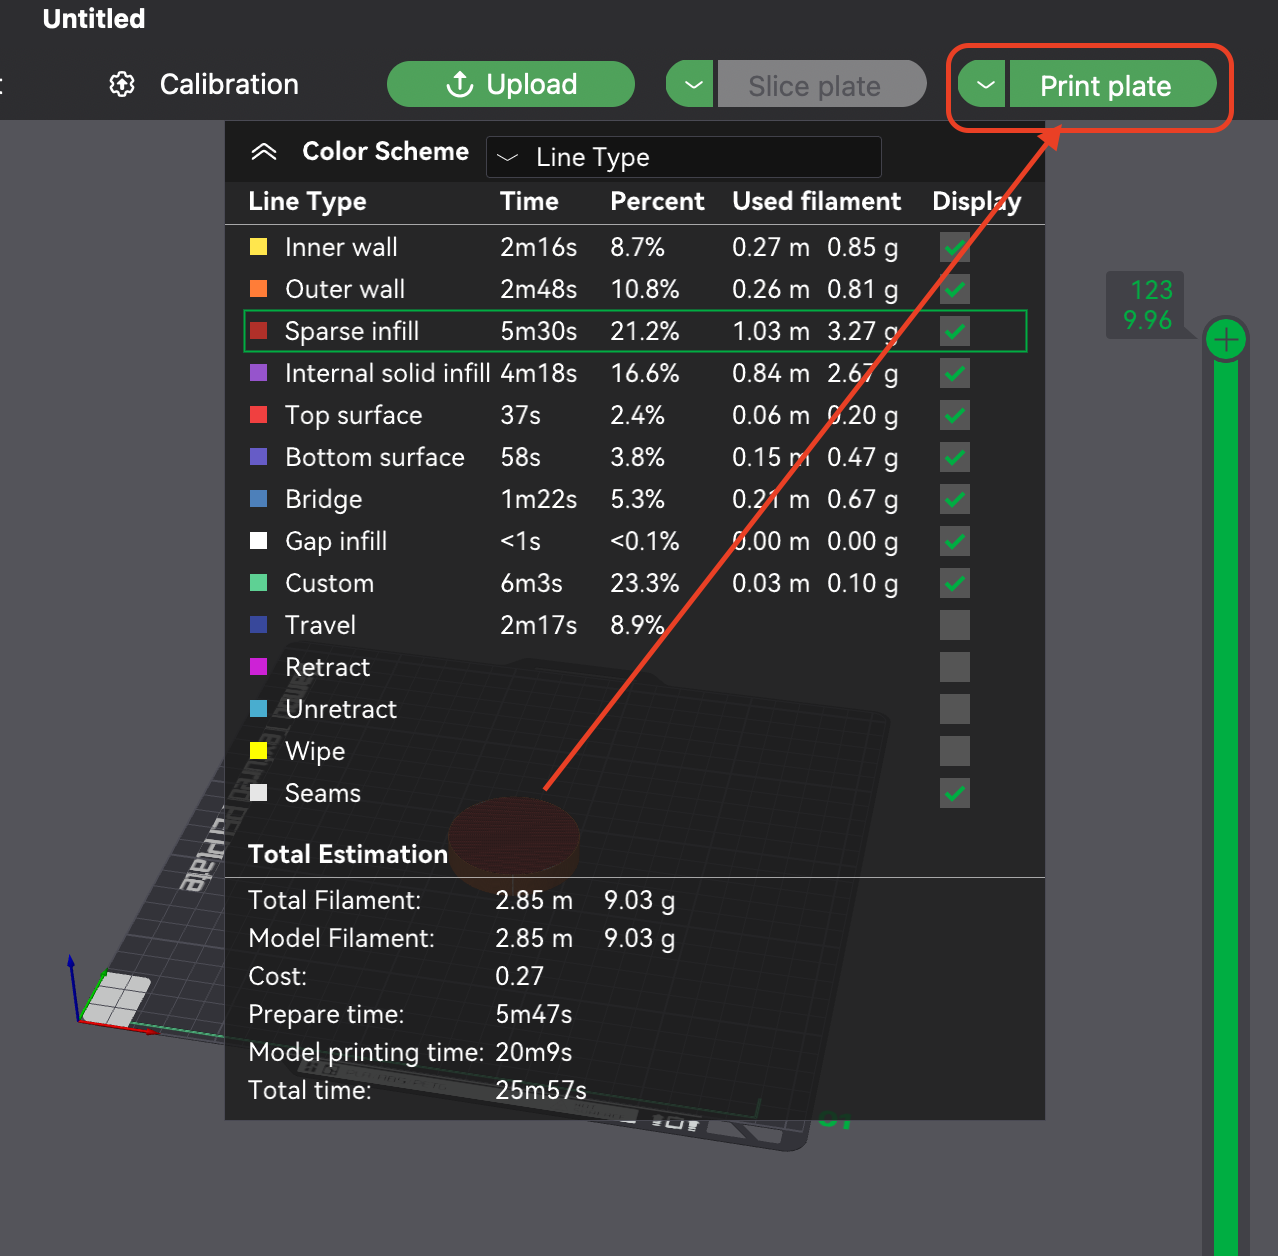 Untitled
Calibration
Upload
Slice plate
Print plate
Color Scheme Line Type
Line Type Time Percent Used filament Display
Inner wall 2m16s 8.7% 0.27 m 0.85 g
Outer wall 2m48s 10.8% 0.26 m 0.81 g
Sparse infill 5m30s 21.2% 1.03 m 3.27 g
Internal solid infill 4m18s 16.6% 0.84 m 2.67 g
Top surface 37s 2.4% 0.06 m 0.20 g
Bottom surface 58s 3.8% 0.15 m 0.47 g
Bridge 1m22s 5.3% 0.21 m 0.67 g
Gap infill <1s <0.1% 0.00 m 0.00 g
Custom 6m3s 23.3% 0.03 m 0.10 g
Travel 2m17s 8.9%
Retract
Unretract
Wipe
Seams
Total Estimation
Total Filament: 2.85 m 9.03 g
Model Filament: 2.85 m 9.03 g
Cost: 0.27
Prepare time: 5m47s
Model printing time: 20m9s
Total time: 25m57s
123
9.96
Textured PEI Plate
01